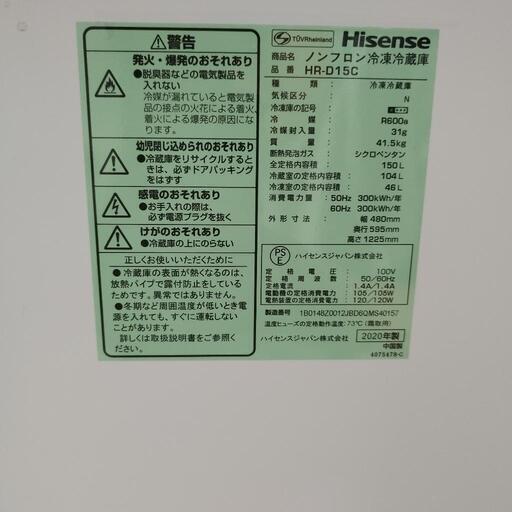 警告
発火・爆発のおそれあり
●脱臭器などの電気製品を入れない
冷媒が漏れていると電気製品の接点の火花による着火・爆発の原因になります。
幼児閉じ込められのおそれあり
●冷蔵庫をリサイクルするときは、必ずドアパッキングをはずす
感電のおそれあり
●お手入れの際は、必ず電源プラグを抜く
けがのおそれあり
●冷蔵庫の上にのらない
正しくお使いいただくために
●冷蔵庫の表面が熱くなるのは、放熱パイプで露付防止しているためです。異常ではありません。
●冬期など周囲温度が低いとき電源を入れても、すぐに運転しないことがあります。
詳しくは取扱説明書をご参照ください。
TÜVRheinland
Hisense
商品名 ノンフロン冷凍冷蔵庫
品番 HR-D15C
種類 冷凍冷蔵庫
気候区分 N
冷凍庫の記号
冷媒 R600a
冷媒封入量 31g
質量 41.5kg
断熱発泡ガス シクロペンタン
全定格内容積 150L
冷蔵室の定格内容積 104L
冷凍室の定格内容積 46L
消費電力量 50Hz 300kWh/年
60Hz 300kWh/年
外形寸法 幅 480mm
奥行 595mm
高さ 1225mm
PSE
ハイセンスジャパン株式会社
定格電圧 100V
定格周波数 50/60Hz
定格電流 1.4A/1.4A
電動機の定格消費電力 105/105W
電熱装置の定格消費電力 120/120W
製造番号 1B0148Z0012JBD6QMS40157
温度ヒューズの定格動作温度:73℃(霜取用)
ハイセンスジャパン株式会社
2020年製
中国製
4075478-C